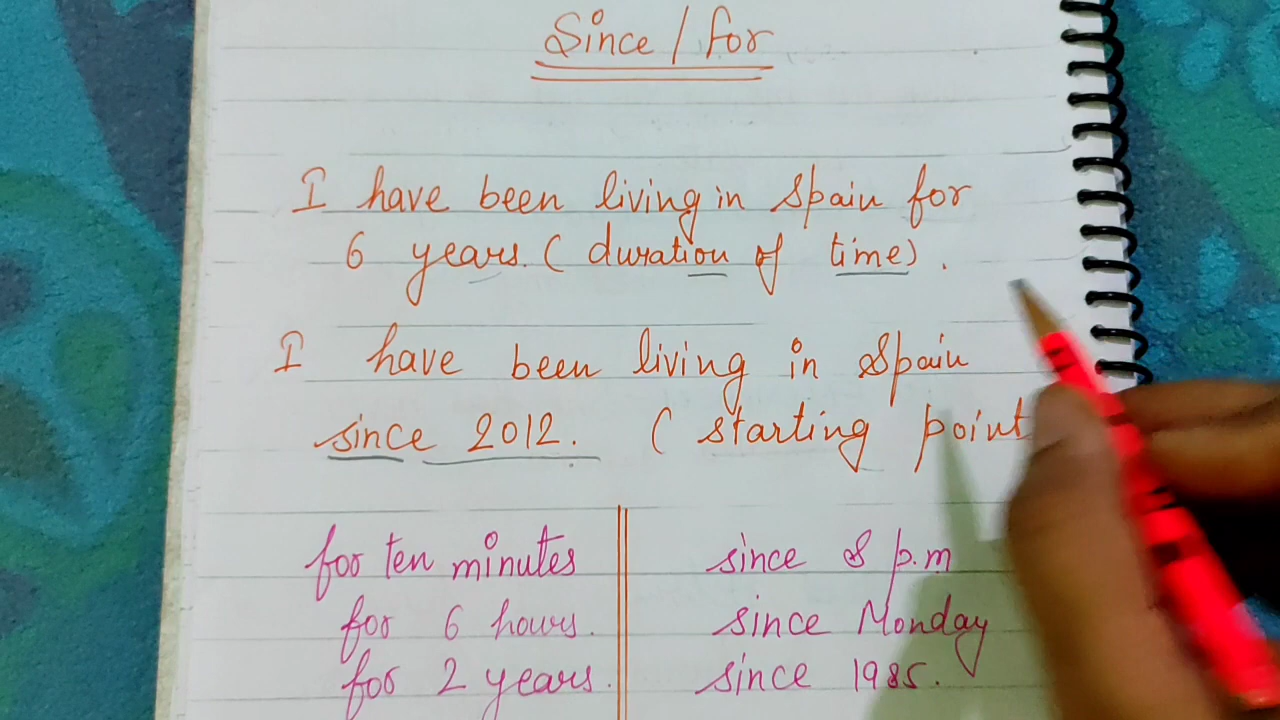 Since / for
I have been living in Spain for
6 years. ( duration of time) .
I have been living in Spain
since 2012. ( starting point
for ten minutes
for 6 hours.
for 2 years.
since 8 p.m
since Monday
since 1985.